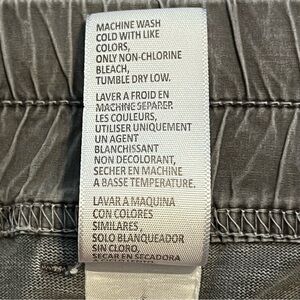 MACHINE WASH
COLD WITH LIKE
COLORS,
ONLY NON-CHLORINE
BLEACH,
TUMBLE DRY LOW.
LAVER A FROID EN
MACHINE SEPARER
LES COULEURS,
UTILISER UNIQUEMENT
UN AGENT
BLANCHISSANT
NON DECOLORANT,
SECHER EN MACHINE
A BASSE TEMPERATURE.
LAVAR A MAQUINA
CON COLORES
SIMILARES,
SOLO BLANQUEADOR
SIN CLORO,
SECAR EN SECADORA